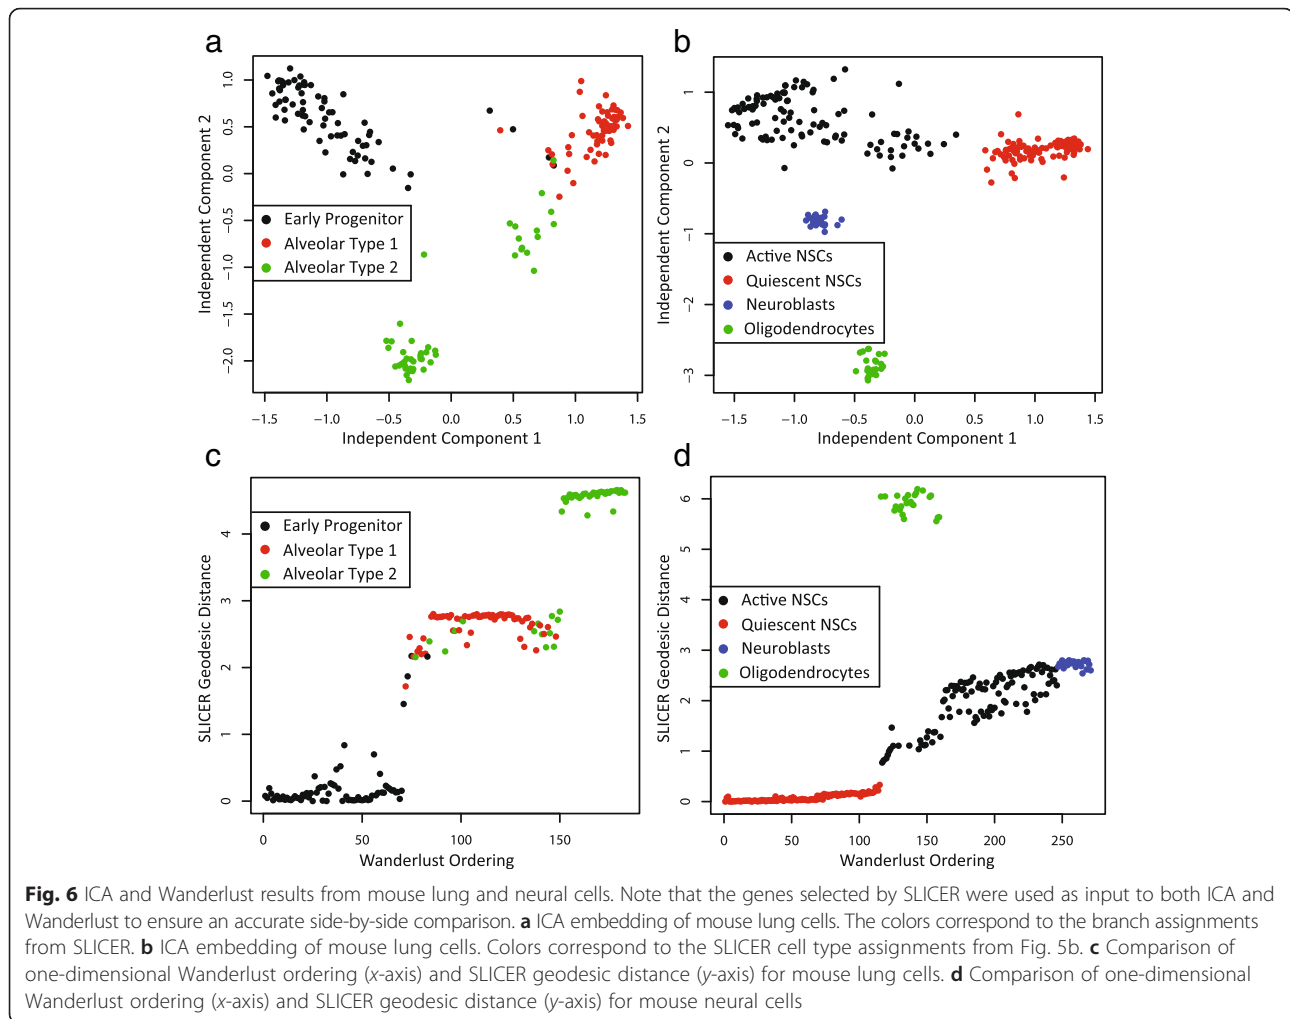 a
Independent Component 2
1.0
0.5
0.0
−0.5
−1.0
−1.5
−2.0
Early Progenitor
Alveolar Type 1
Alveolar Type 2
−1.5 −1.0 −0.5 0.0 0.5 1.0 1.5
Independent Component 1
b
Independent Component 2
1
0
−1
−2
−3
Active NSCs
Quiescent NSCs
Neuroblasts
Oligodendrocytes
−1.5 −1.0 −0.5 0.0 0.5 1.0 1.5
Independent Component 1
c
SLICER Geodesic Distance
4
3
2
1
0
Early Progenitor
Alveolar Type 1
Alveolar Type 2
0 50 100 150
Wanderlust Ordering
d
SLICER Geodesic Distance
6
5
4
3
2
1
0
Active NSCs
Quiescent NSCs
Neuroblasts
Oligodendrocytes
0 50 100 150 200 250
Wanderlust Ordering
Fig. 6 ICA and Wanderlust results from mouse lung and neural cells. Note that the genes selected by SLICER were used as input to both ICA and
Wanderlust to ensure an accurate side-by-side comparison. a ICA embedding of mouse lung cells. The colors correspond to the branch assignments
from SLICER. b ICA embedding of mouse lung cells. Colors correspond to the SLICER cell type assignments from Fig. 5b. c Comparison of
one-dimensional Wanderlust ordering (x-axis) and SLICER geodesic distance (y-axis) for mouse lung cells. d Comparison of one-dimensional
Wanderlust ordering (x-axis) and SLICER geodesic distance (y-axis) for mouse neural cells